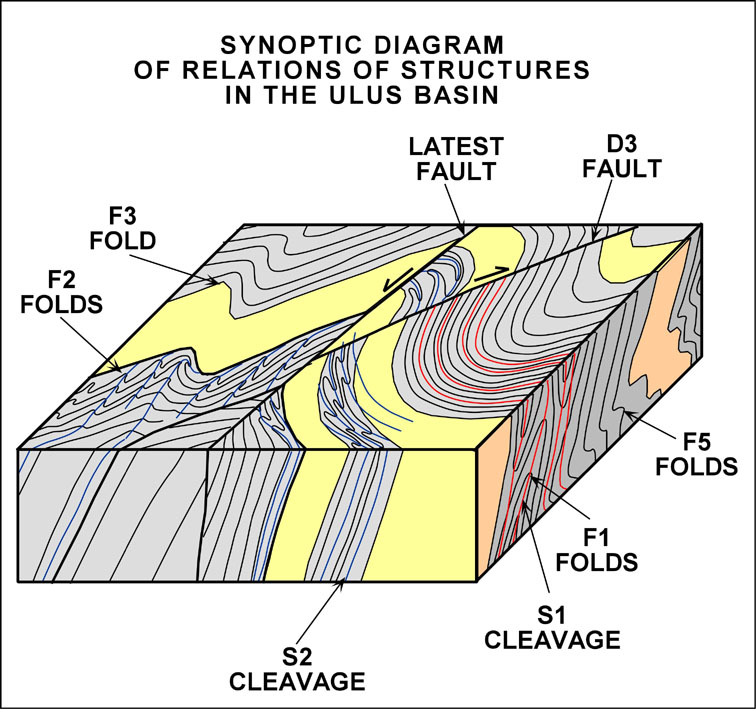 SYNOPTIC DIAGRAM
OF RELATIONS OF STRUCTURES
IN THE ULUS BASIN
LATEST
FAULT
D3
FAULT
F3
FOLD
F2
FOLDS
F5
FOLDS
F1
FOLDS
S1
CLEAVAGE
S2
CLEAVAGE